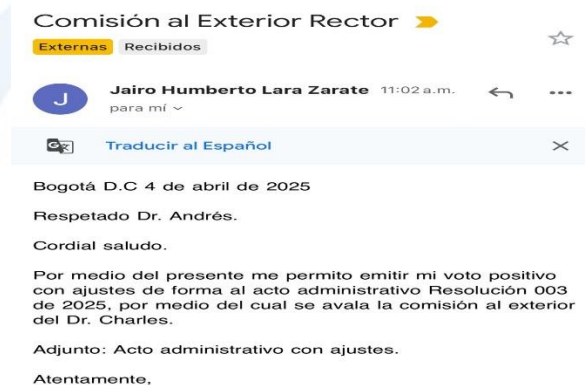 Comisión al Exterior Rector
Externas Recibidos
J
Jairo Humberto Lara Zarate 11:02 a.m.
para mí
Traducir al Español
Bogotá D.C 4 de abril de 2025
Respetado Dr. Andrés.
Cordial saludo.
Por medio del presente me permito emitir mi voto positivo
con ajustes de forma al acto administrativo Resolución 003
de 2025, por medio del cual se avala la comisión al exterior
del Dr. Charles.
Adjunto: Acto administrativo con ajustes.
Atentamente,